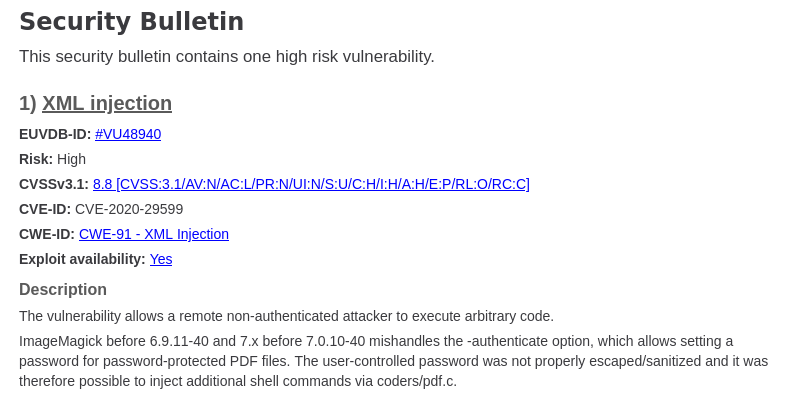 Security Bulletin
This security bulletin contains one high risk vulnerability.
1) XML injection
EUVDB-ID: #VU48940
Risk: High
CVSSv3.1: 8.8 [CVSS:3.1/AV:N/AC:L/PR:N/UI:N/S:U/C:H/I:H/A:H/E:P/RL:O/RC:C]
CVE-ID: CVE-2020-29599
CWE-ID: CWE-91 - XML Injection
Exploit availability: Yes
Description
The vulnerability allows a remote non-authenticated attacker to execute arbitrary code.
ImageMagick before 6.9.11-40 and 7.x before 7.0.10-40 mishandles the -authenticate option, which allows setting a
password for password-protected PDF files. The user-controlled password was not properly escaped/sanitized and it was
therefore possible to inject additional shell commands via coders/pdf.c.